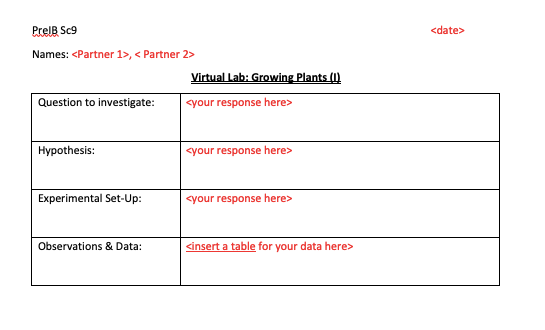 PreIB Sc9 <date>
Names: <Partner 1>, < Partner 2>
Virtual Lab: Growing Plants (I)
Question to investigate: <your response here>
Hypothesis: <your response here>
Experimental Set-Up: <your response here>
Observations & Data: <insert a table for your data here>